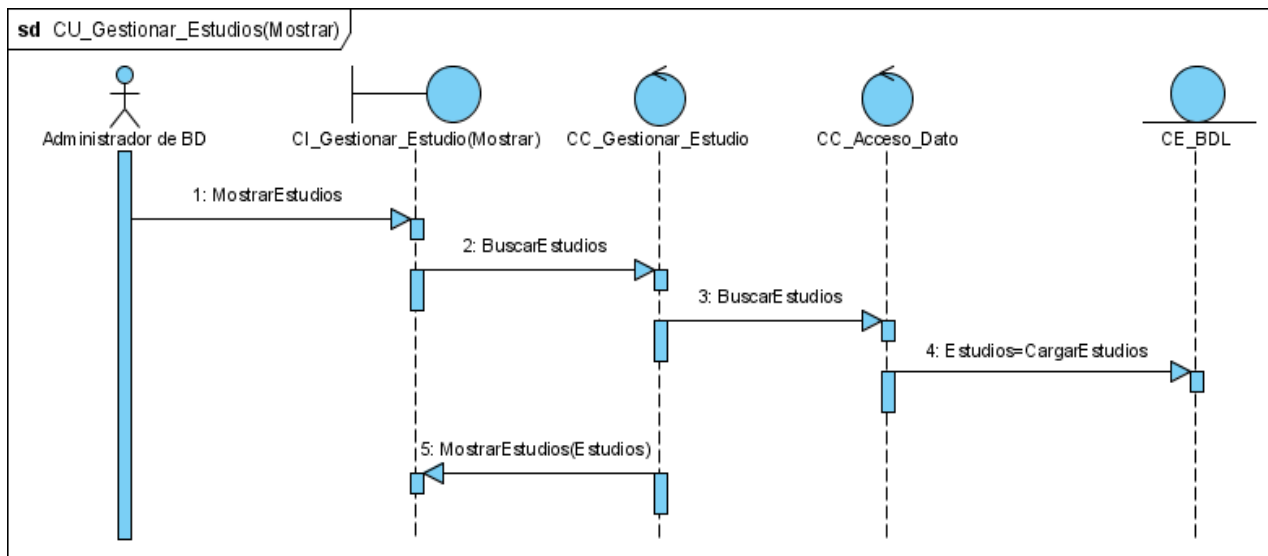 sd CU_Gestionar_Estudios(Mostrar)
Administrador de BD
CI_Gestionar_Estudio(Mostrar)
CC_Gestionar_Estudio
CC_Acceso_Dato
CE_BDL
1: MostrarEstudios
2: BuscarEstudios
3: BuscarEstudios
4: Estudios=CargarEstudios
5: MostrarEstudios(Estudios)